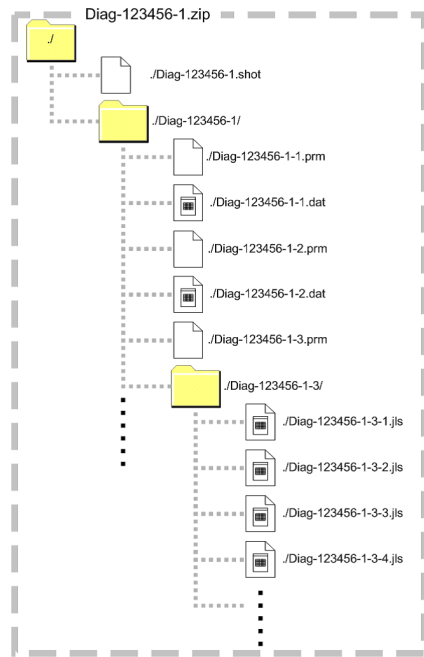 Diag-123456-1.zip
./
./Diag-123456-1.shot
./Diag-123456-1/
./Diag-123456-1-1.prm
./Diag-123456-1-1.dat
./Diag-123456-1-2.prm
./Diag-123456-1-2.dat
./Diag-123456-1-3.prm
./Diag-123456-1-3/
./Diag-123456-1-3-1.jls
./Diag-123456-1-3-2.jls
./Diag-123456-1-3-3.jls
./Diag-123456-1-3-4.jls